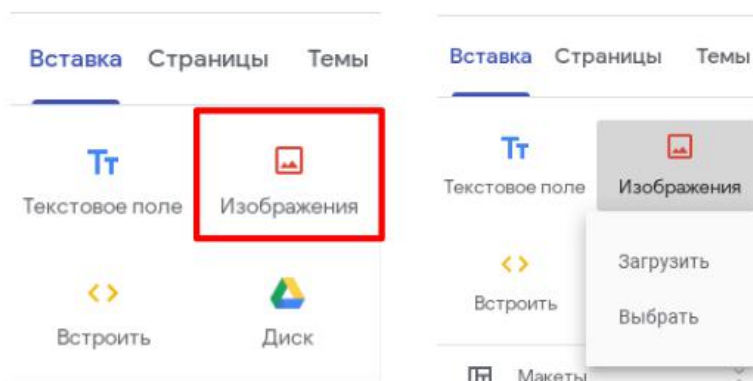 Вставка Страницы Темы
Тт
Текстовое поле Изображения
Встроить Диск
Вставка Страницы Темы
Тт
Текстовое поле Изображения
Загрузить
Встроить
Выбрать
Макеты